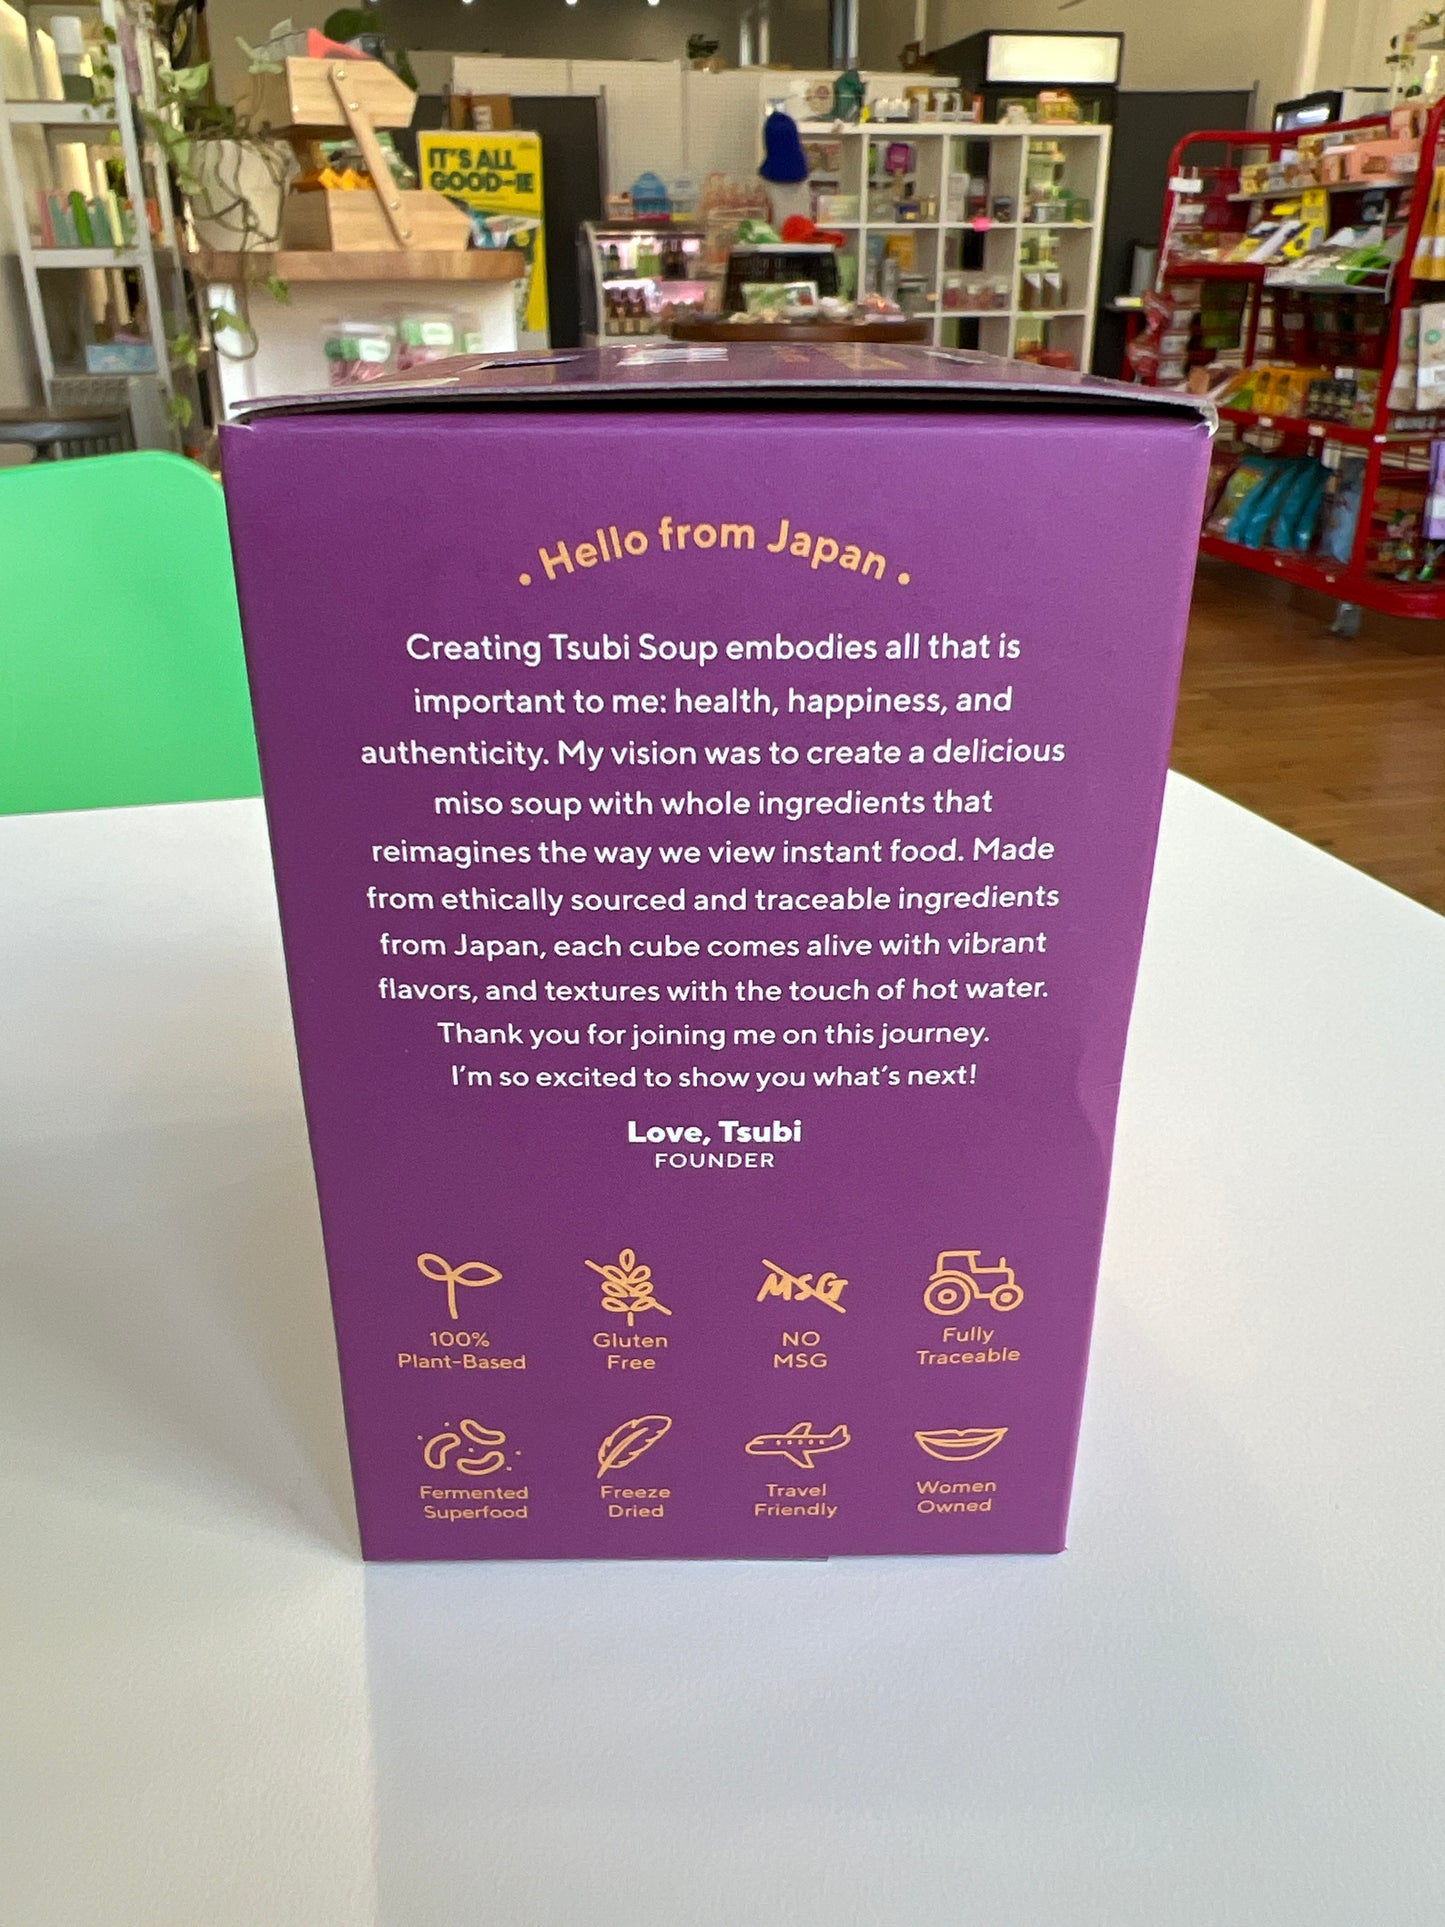 IT'S ALL
GOOD-IE
• Hello from Japan •
Creating Tsubi Soup embodies all that is
important to me: health, happiness, and
authenticity. My vision was to create a delicious
miso soup with whole ingredients that
reimagines the way we view instant food. Made
from ethically sourced and traceable ingredients
from Japan, each cube comes alive with vibrant
flavors, and textures with the touch of hot water.
Thank you for joining me on this journey.
I'm so excited to show you what's next!
Love, Tsubi
FOUNDER
MSG
100%
Plant-Based
Gluten
Free
NO
MSG
Fully
Traceable
Fermented
Superfood
Freeze
Dried
Travel
Friendly
Women
Owned